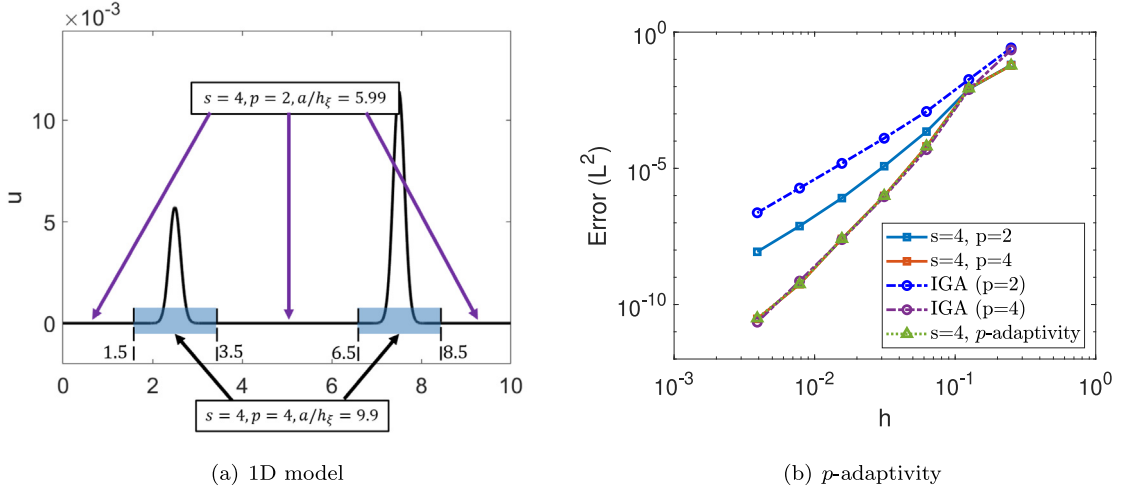 ×10⁻³
10
5
0
u
s = 4, p = 2, a/hξ = 5.99
1.5
3.5
6.5
8.5
0
2
4
6
8
10
s = 4, p = 4, a/hξ = 9.9
(a) 1D model
10⁰
10⁻⁵
10⁻¹⁰
Error (L²)
s=4, p=2
s=4, p=4
IGA (p=2)
IGA (p=4)
s=4, p-adaptivity
10⁻³
10⁻²
10⁻¹
10⁰
h
(b) p-adaptivity